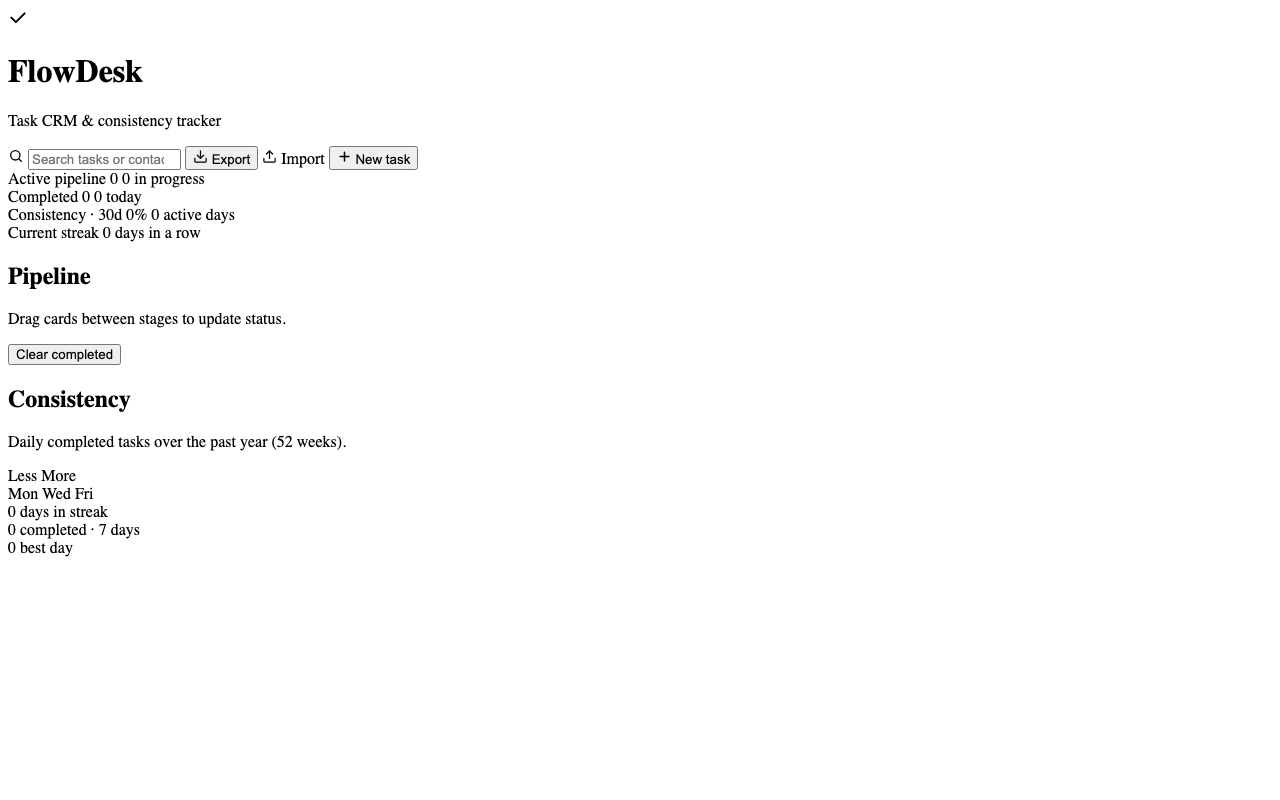 FlowDesk
Task CRM & consistency tracker
Search tasks or contac Export Import New task
Active pipeline 0 0 in progress
Completed 0 0 today
Consistency · 30d 0% 0 active days
Current streak 0 days in a row
Pipeline
Drag cards between stages to update status.
Clear completed
Consistency
Daily completed tasks over the past year (52 weeks).
Less More
Mon Wed Fri
0 days in streak
0 completed · 7 days
0 best day